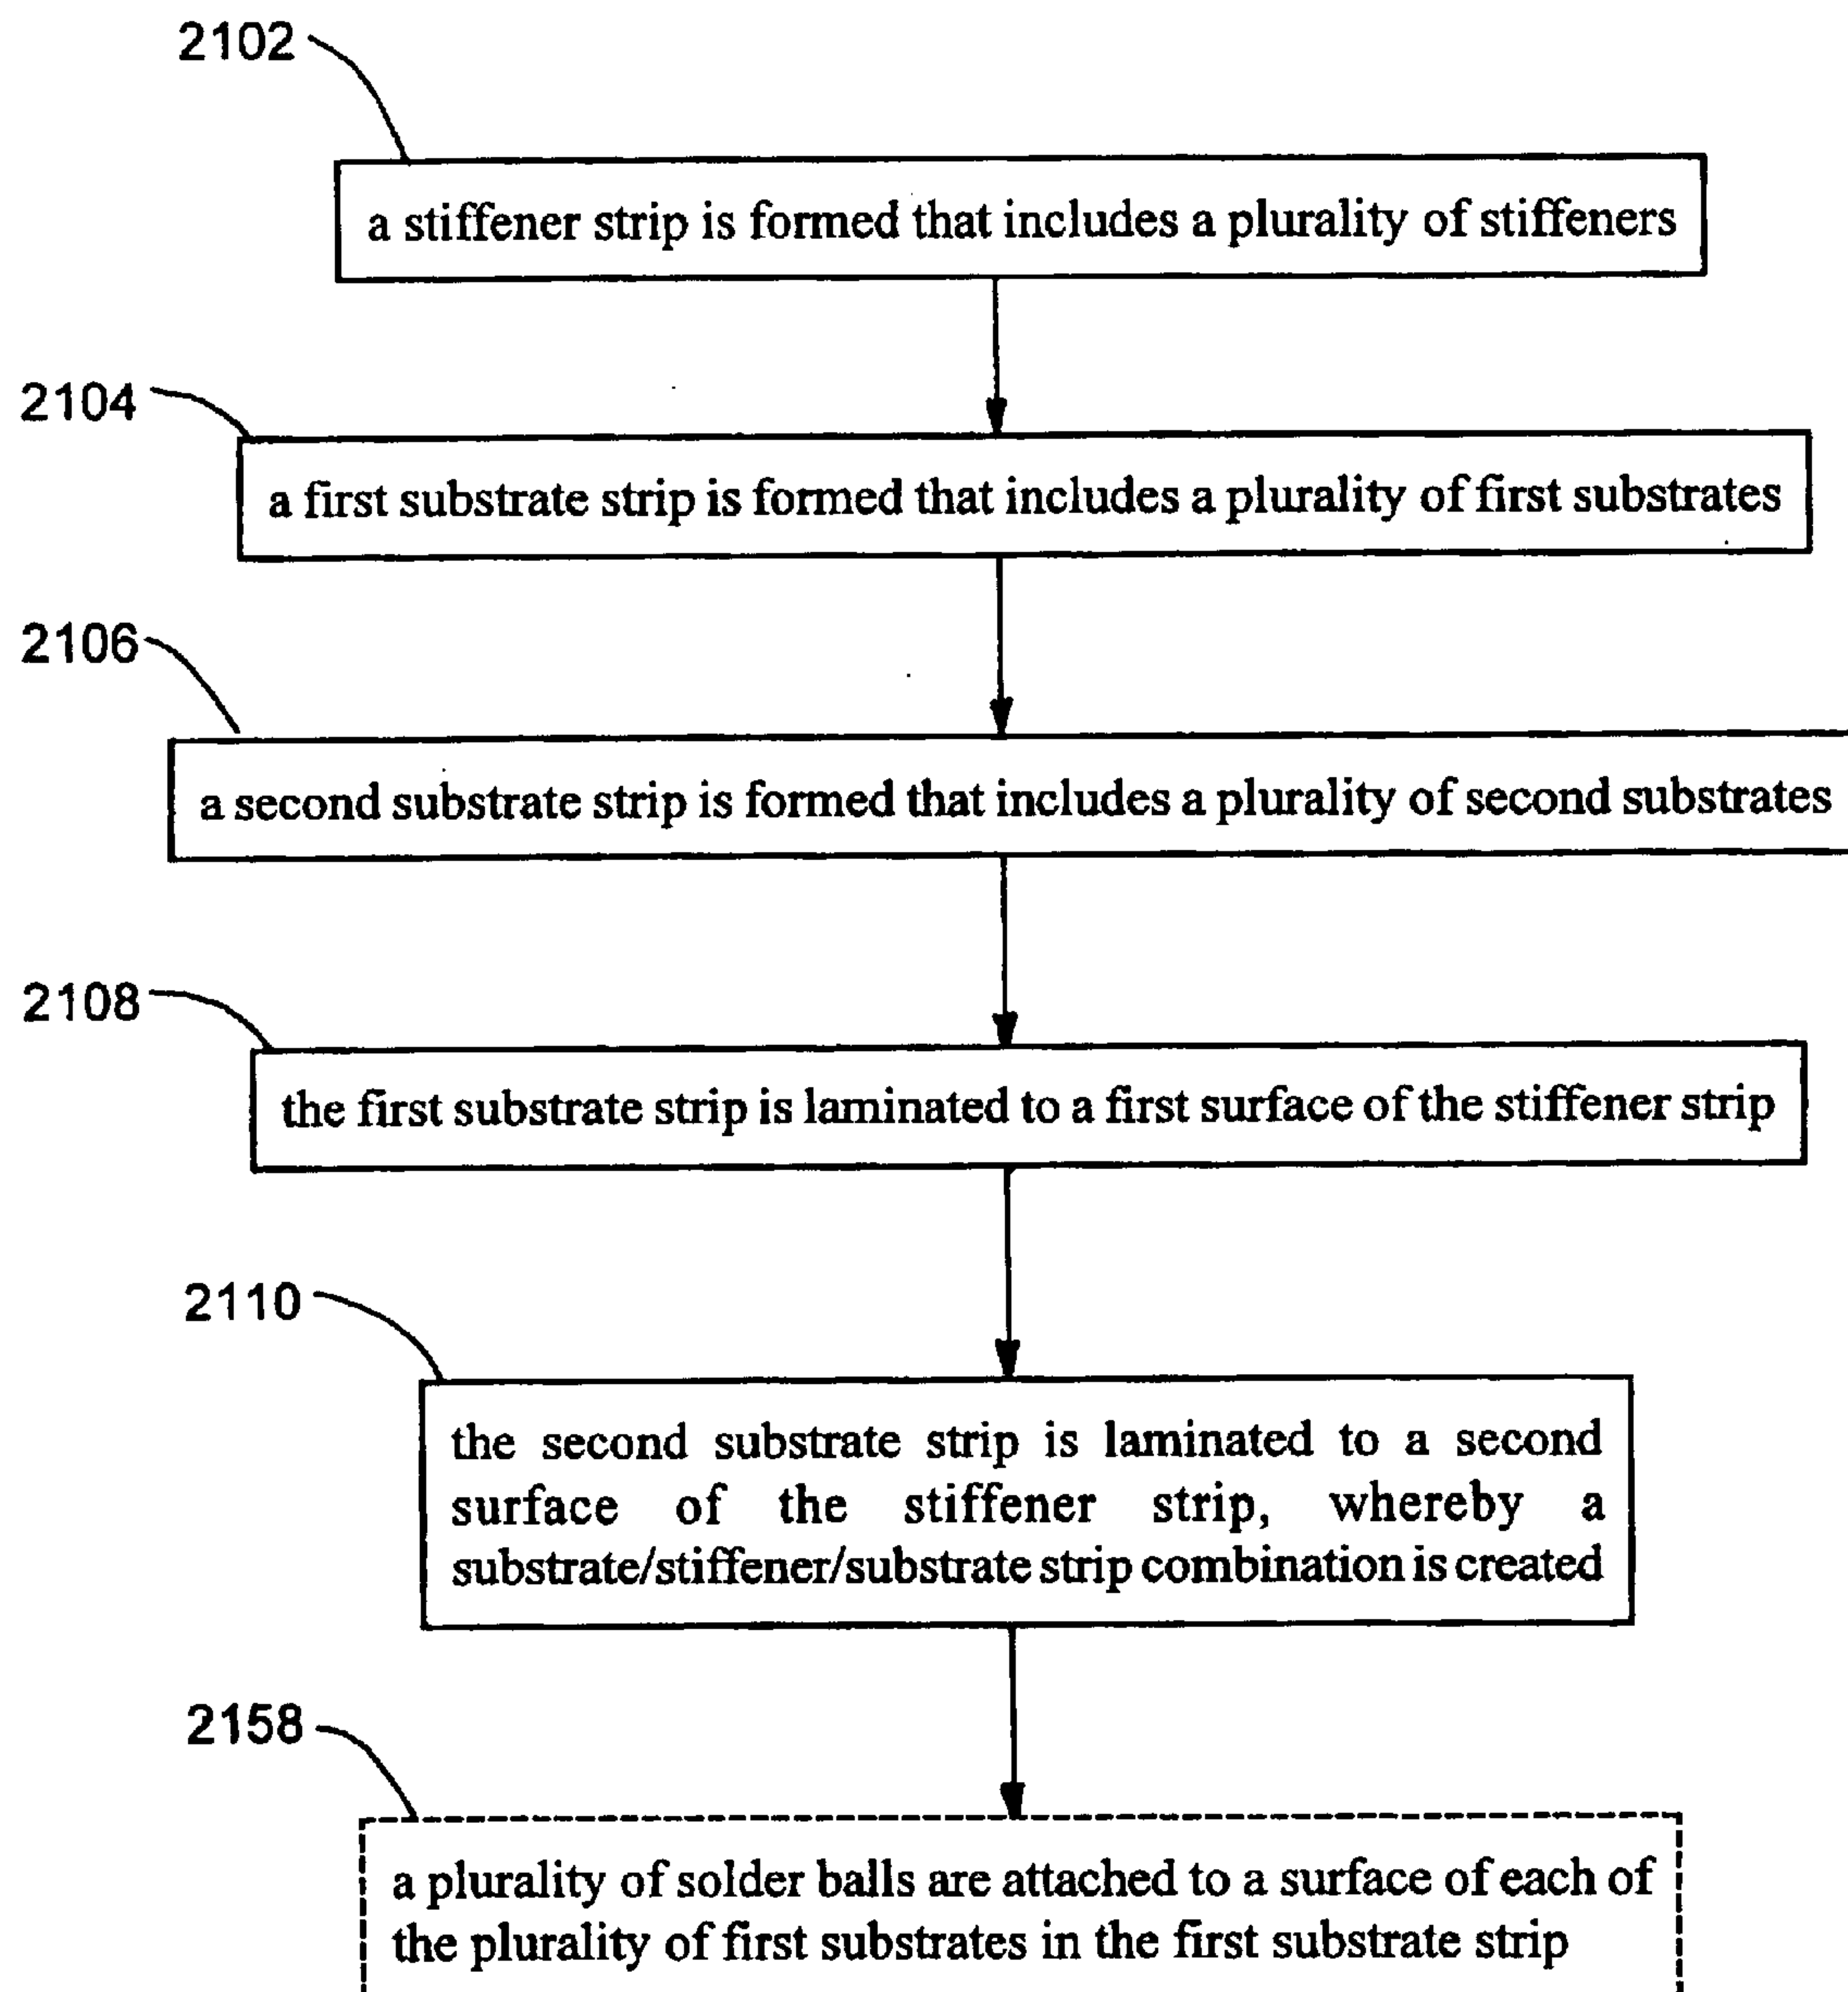 2102
a stiffener strip is formed that includes a plurality of stiffeners
2104
a first substrate strip is formed that includes a plurality of first substrates
2106
a second substrate strip is formed that includes a plurality of second substrates
2108
the first substrate strip is laminated to a first surface of the stiffener strip
2110
the second substrate strip is laminated to a second
surface of the stiffener strip, whereby a
substrate/stiffener/substrate strip combination is created
2158
a plurality of solder balls are attached to a surface of each of
the plurality of first substrates in the first substrate strip